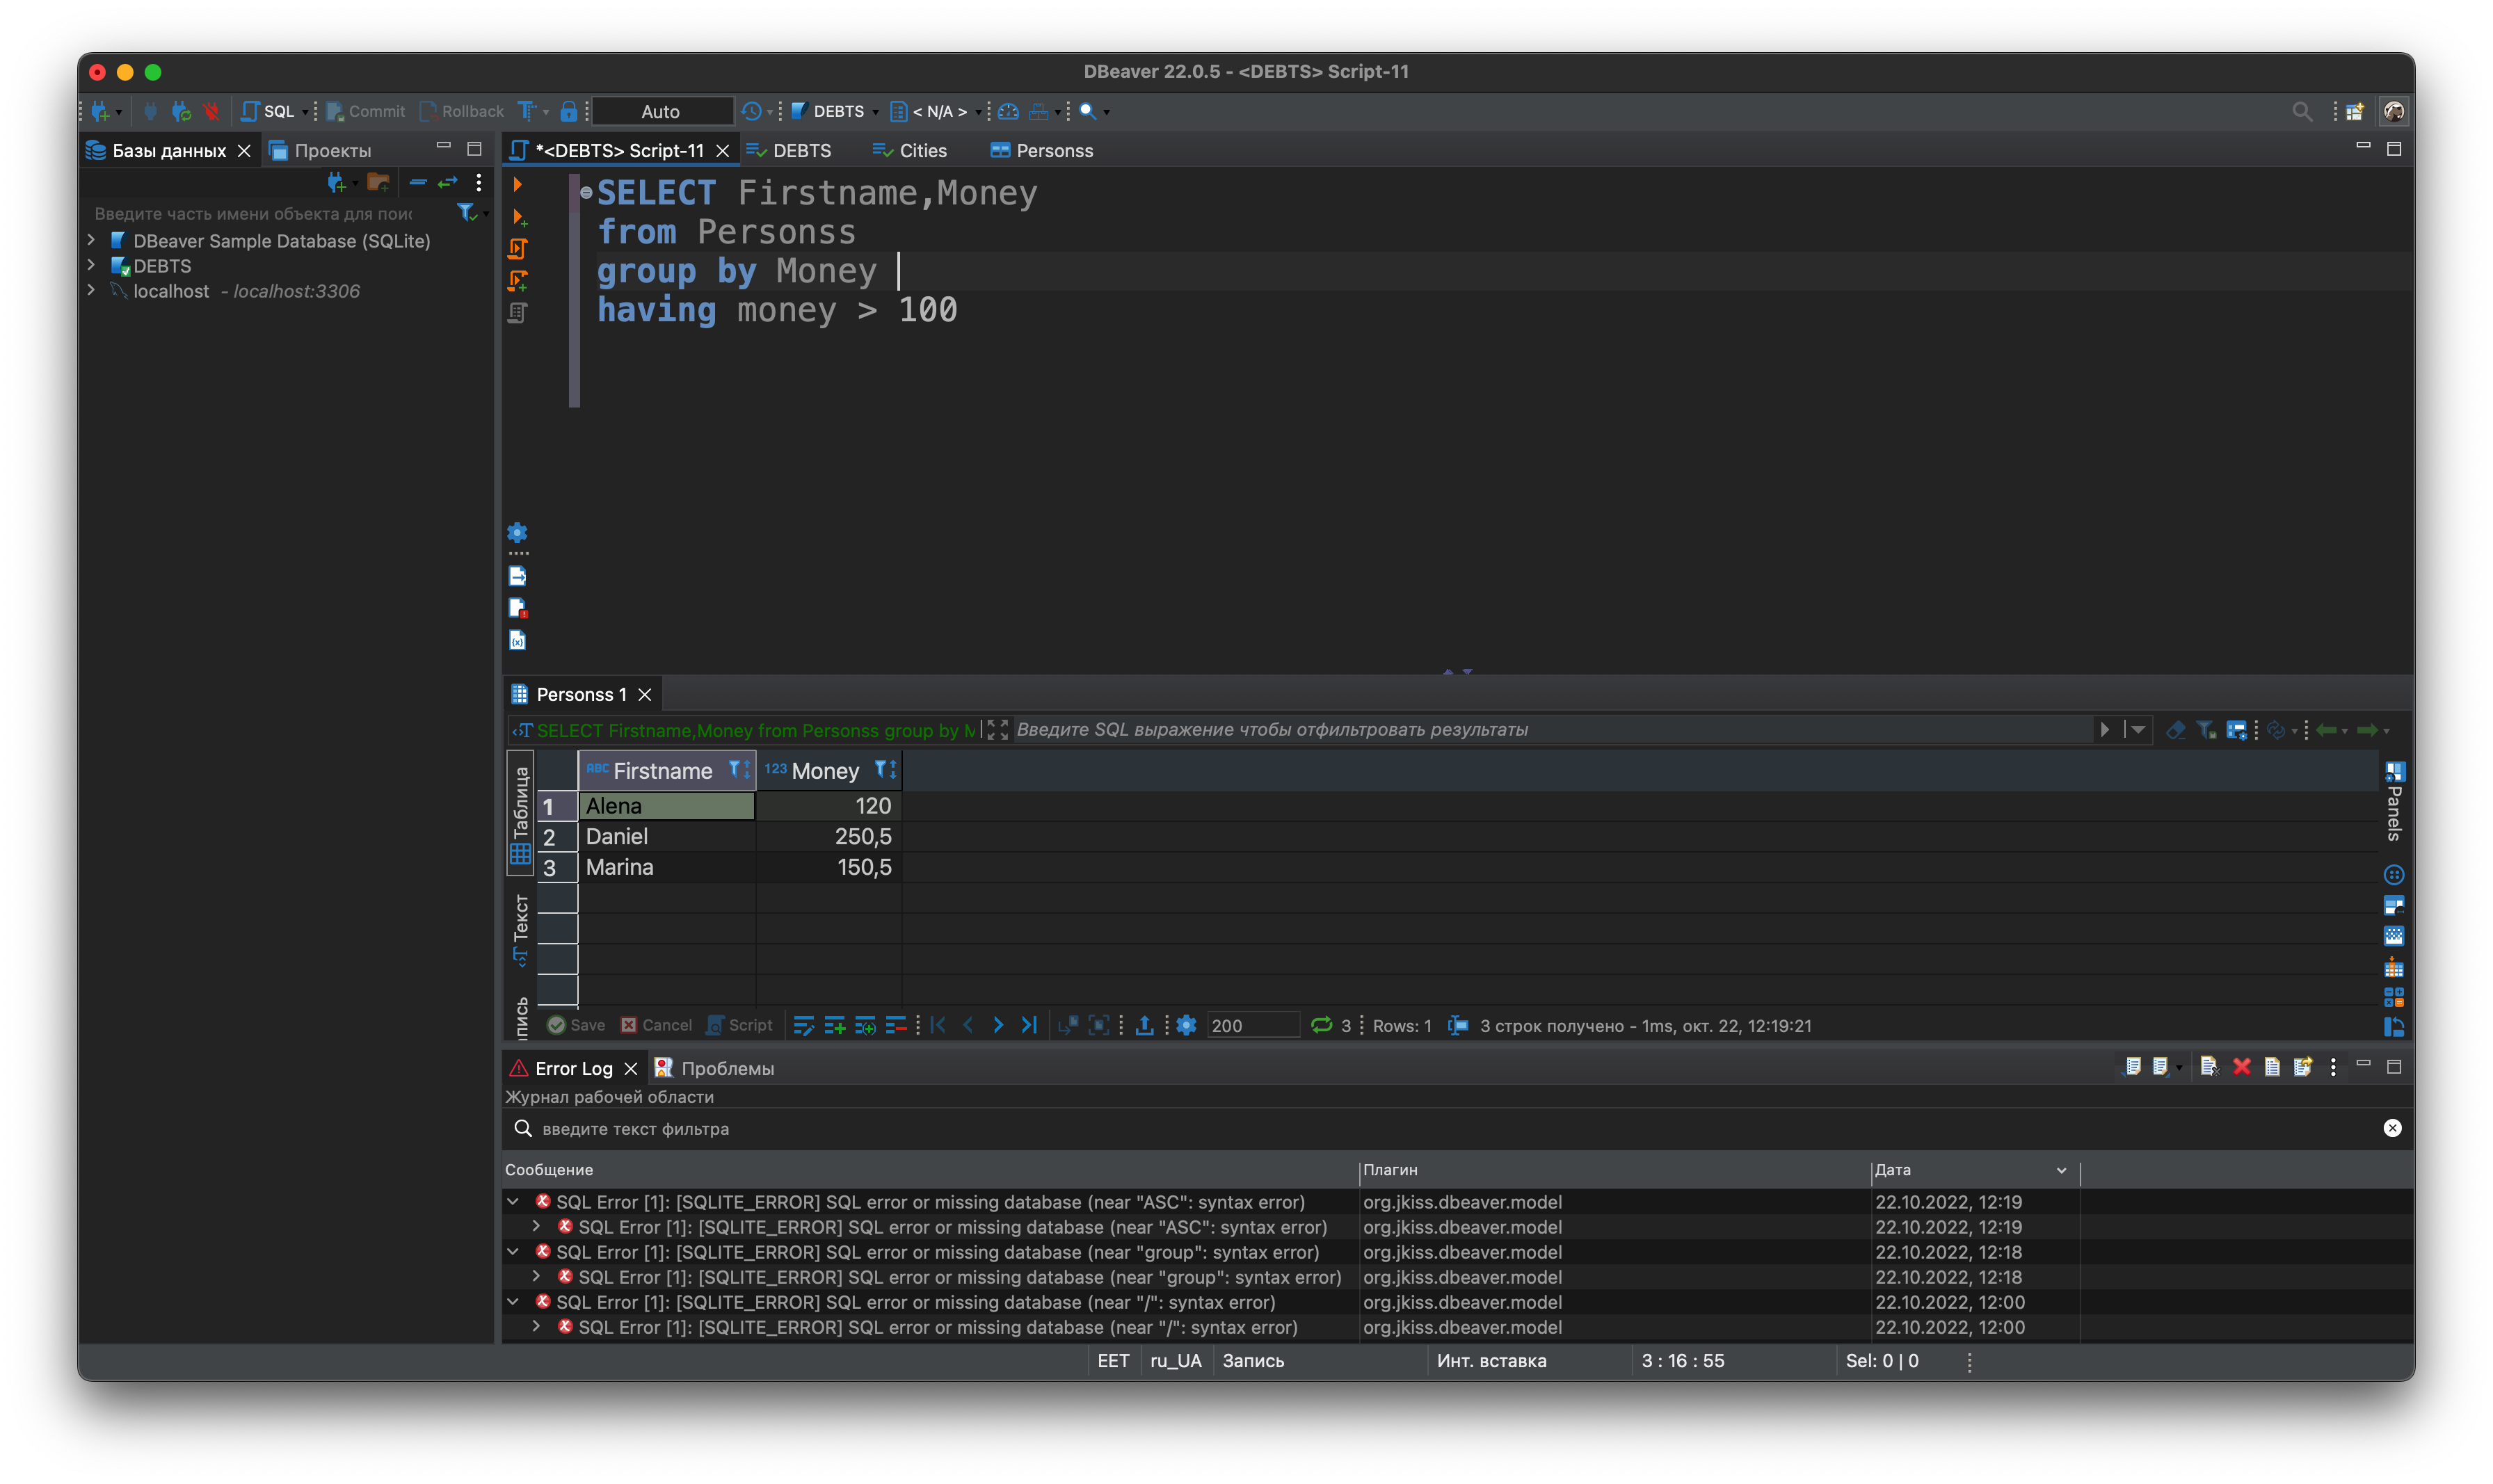 DBeaver 22.0.5 - <DEBTS> Script-11
SQL Commit Rollback Auto DEBTS < N/A >
Базы данных Проекты
*<DEBTS> Script-11 DEBTS Cities Personss
Введите часть имени объекта для поис
DBeaver Sample Database (SQLite)
DEBTS
localhost - localhost:3306
SELECT Firstname,Money
from Personss
group by Money
having money > 100
Personss 1
SELECT Firstname,Money from Personss group by M Введите SQL выражение чтобы отфильтровать результаты
Таблица
Текст
Panels
ABC Firstname 123 Money
1 Alena 120
2 Daniel 250,5
3 Marina 150,5
Save Cancel Script 200 3 Rows: 1 3 строк получено - 1ms, окт. 22, 12:19:21
Error Log Проблемы
Журнал рабочей области
введите текст фильтра
Сообщение Плагин Дата
SQL Error [1]: [SQLITE_ERROR] SQL error or missing database (near "ASC": syntax error) org.jkiss.dbeaver.model 22.10.2022, 12:19
SQL Error [1]: [SQLITE_ERROR] SQL error or missing database (near "ASC": syntax error) org.jkiss.dbeaver.model 22.10.2022, 12:19
SQL Error [1]: [SQLITE_ERROR] SQL error or missing database (near "group": syntax error) org.jkiss.dbeaver.model 22.10.2022, 12:18
SQL Error [1]: [SQLITE_ERROR] SQL error or missing database (near "group": syntax error) org.jkiss.dbeaver.model 22.10.2022, 12:18
SQL Error [1]: [SQLITE_ERROR] SQL error or missing database (near "/": syntax error) org.jkiss.dbeaver.model 22.10.2022, 12:00
SQL Error [1]: [SQLITE_ERROR] SQL error or missing database (near "/": syntax error) org.jkiss.dbeaver.model 22.10.2022, 12:00
EET ru_UA Запись Инт. вставка 3 : 16 : 55 Sel: 0 | 0